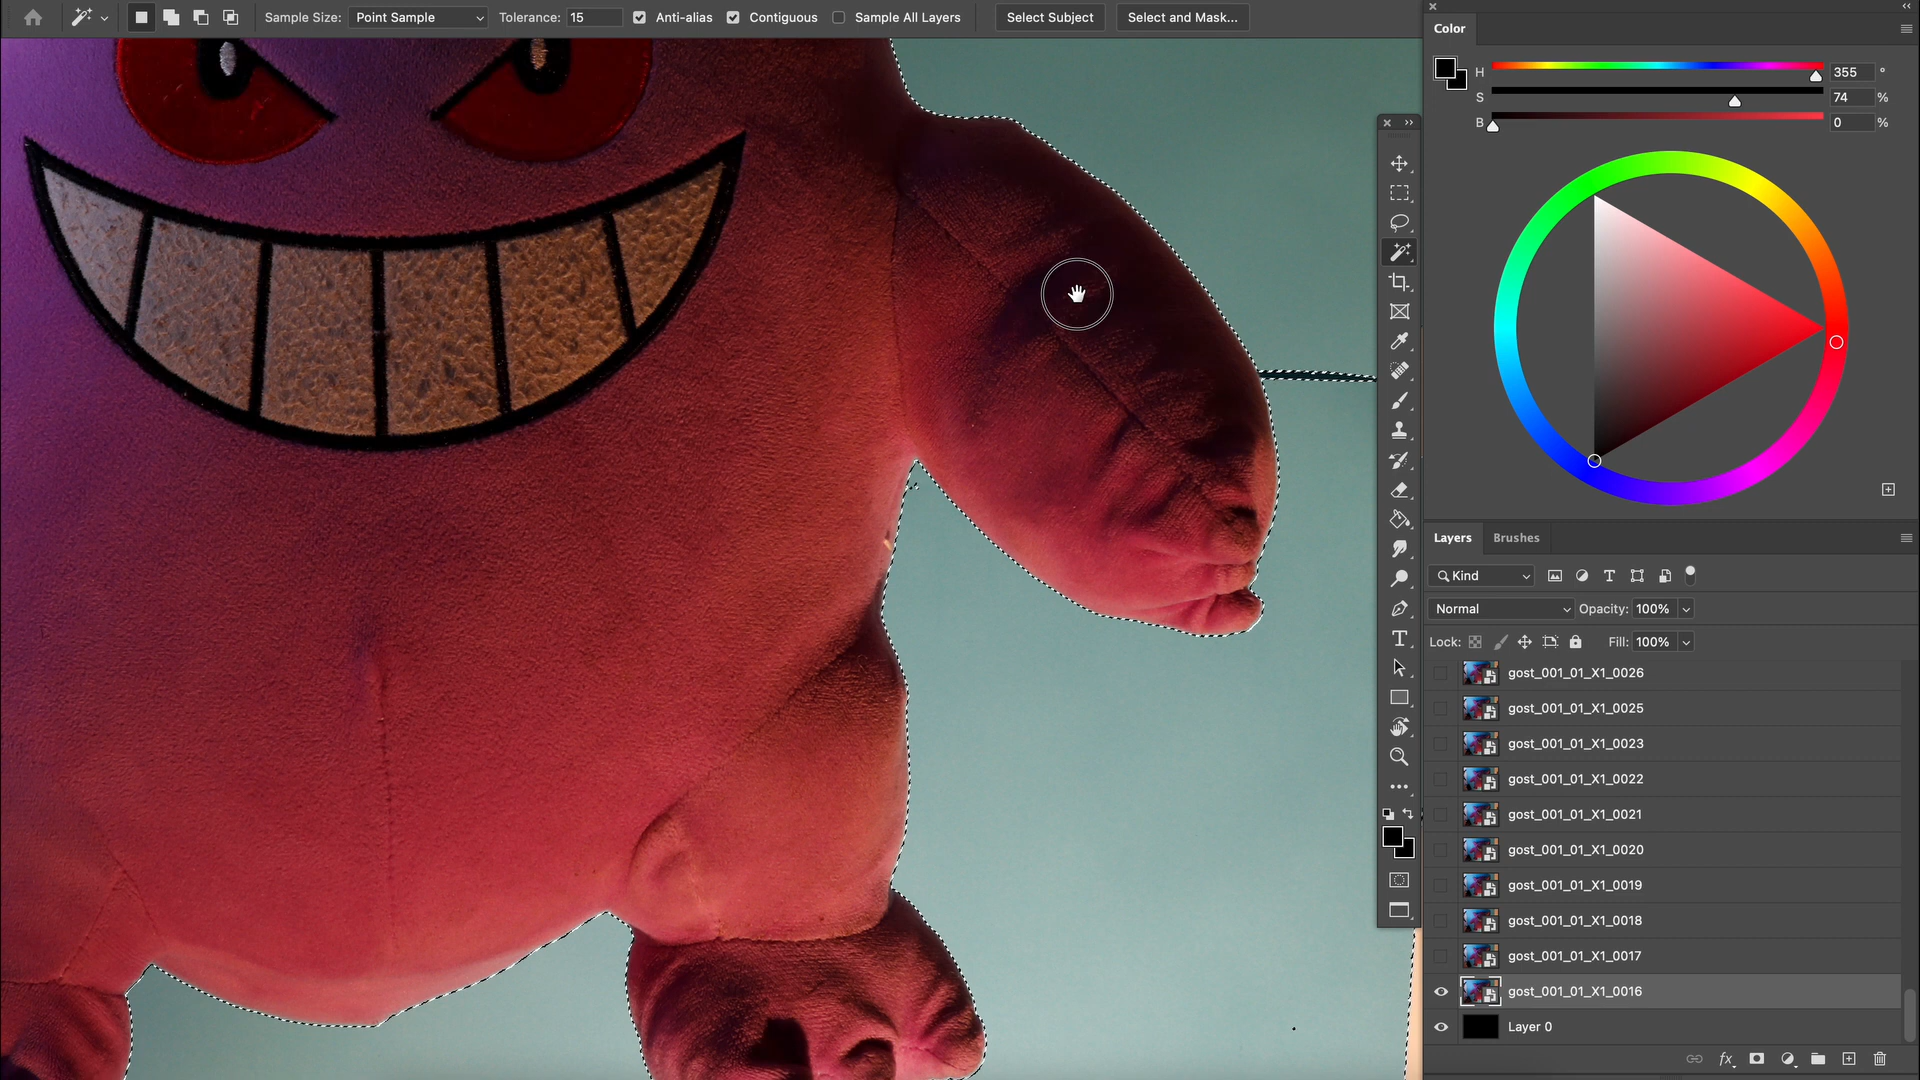 Sample Size: Point Sample Tolerance: 15 Anti-alias Contiguous Sample All Layers Select Subject Select and Mask...
Color
H 355 °
S 74 %
B 0 %
Layers Brushes
Kind
Normal Opacity: 100%
Lock: Fill: 100%
gost_001_01_X1_0026
gost_001_01_X1_0025
gost_001_01_X1_0023
gost_001_01_X1_0022
gost_001_01_X1_0021
gost_001_01_X1_0020
gost_001_01_X1_0019
gost_001_01_X1_0018
gost_001_01_X1_0017
gost_001_01_X1_0016
Layer 0
fx